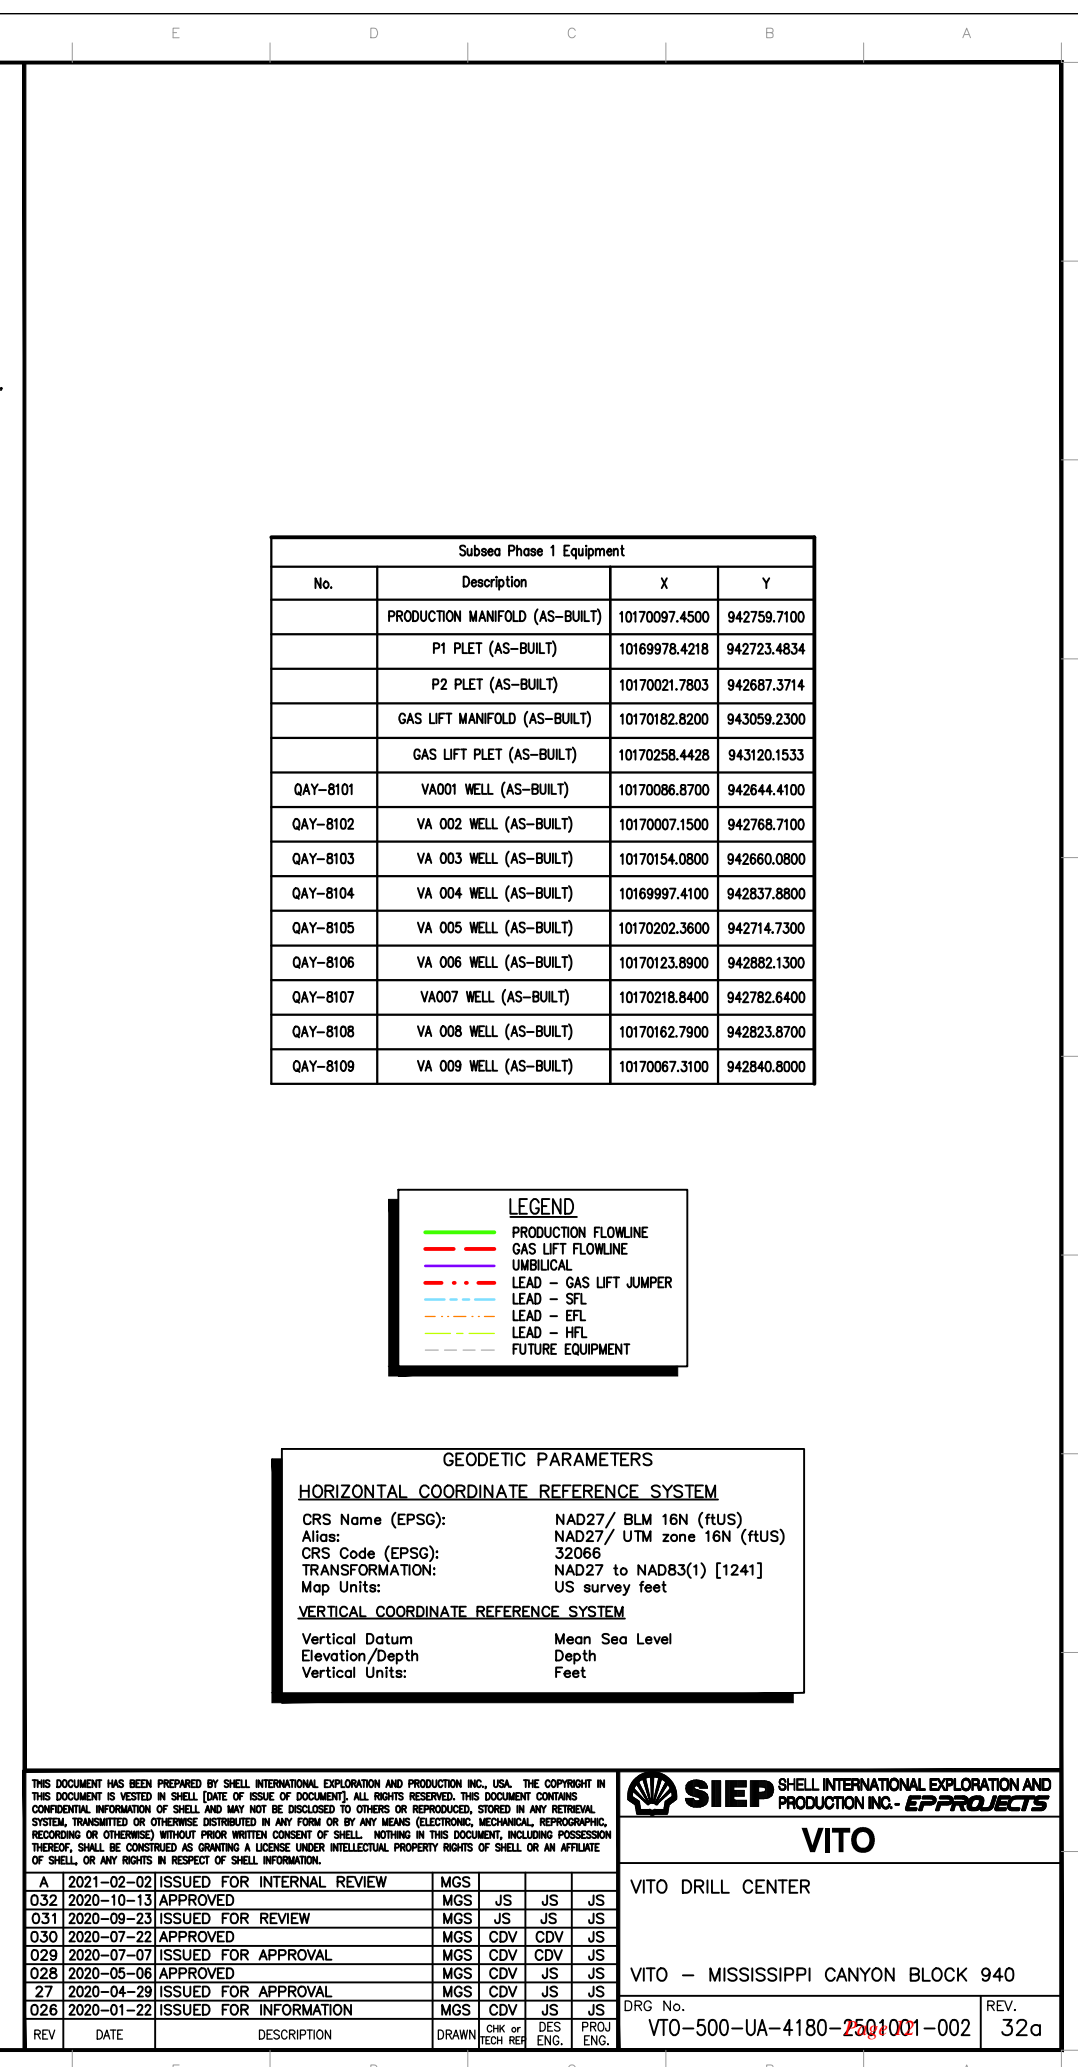 E D C B A
Subsea Phase 1 Equipment
No. Description X Y
PRODUCTION MANIFOLD (AS-BUILT) 10170097.4500 942759.7100
P1 PLET (AS-BUILT) 10169978.4218 942723.4834
P2 PLET (AS-BUILT) 10170021.7803 942687.3714
GAS LIFT MANIFOLD (AS-BUILT) 10170182.8200 943059.2300
GAS LIFT PLET (AS-BUILT) 10170258.4428 943120.1533
QAY-8101 VA001 WELL (AS-BUILT) 10170086.8700 942644.4100
QAY-8102 VA 002 WELL (AS-BUILT) 10170007.1500 942768.7100
QAY-8103 VA 003 WELL (AS-BUILT) 10170154.0800 942660.0800
QAY-8104 VA 004 WELL (AS-BUILT) 10169997.4100 942837.8800
QAY-8105 VA 005 WELL (AS-BUILT) 10170202.3600 942714.7300
QAY-8106 VA 006 WELL (AS-BUILT) 10170123.8900 942882.1300
QAY-8107 VA007 WELL (AS-BUILT) 10170218.8400 942782.6400
QAY-8108 VA 008 WELL (AS-BUILT) 10170162.7900 942823.8700
QAY-8109 VA 009 WELL (AS-BUILT) 10170067.3100 942840.8000
LEGEND
PRODUCTION FLOWLINE
GAS LIFT FLOWLINE
UMBILICAL
LEAD - GAS LIFT JUMPER
LEAD - SFL
LEAD - EFL
LEAD - HFL
FUTURE EQUIPMENT
GEODETIC PARAMETERS
HORIZONTAL COORDINATE REFERENCE SYSTEM
CRS Name (EPSG): NAD27/ BLM 16N (ftUS)
Alias: NAD27/ UTM zone 16N (ftUS)
CRS Code (EPSG): 32066
TRANSFORMATION: NAD27 to NAD83(1) [1241]
Map Units: US survey feet
VERTICAL COORDINATE REFERENCE SYSTEM
Vertical Datum Mean Sea Level
Elevation/Depth Depth
Vertical Units: Feet
THIS DOCUMENT HAS BEEN PREPARED BY SHELL INTERNATIONAL EXPLORATION AND PRODUCTION INC., USA. THE COPYRIGHT IN
THIS DOCUMENT IS VESTED IN SHELL [DATE OF ISSUE OF DOCUMENT]. ALL RIGHTS RESERVED. THIS DOCUMENT CONTAINS
CONFIDENTIAL INFORMATION OF SHELL AND MAY NOT BE DISCLOSED TO OTHERS OR REPRODUCED, STORED IN ANY RETRIEVAL
SYSTEM, TRANSMITTED OR OTHERWISE DISTRIBUTED IN ANY FORM OR BY ANY MEANS (ELECTRONIC, MECHANICAL, REPROGRAPHIC,
RECORDING OR OTHERWISE) WITHOUT PRIOR WRITTEN CONSENT OF SHELL. NOTHING IN THIS DOCUMENT, INCLUDING POSSESSION
THEREOF, SHALL BE CONSTRUED AS GRANTING A LICENSE UNDER INTELLECTUAL PROPERTY RIGHTS OF SHELL OR AN AFFILIATE
OF SHELL, OR ANY RIGHTS IN RESPECT OF SHELL INFORMATION.
A 2021-02-02 ISSUED FOR INTERNAL REVIEW MGS
032 2020-10-13 APPROVED MGS JS JS JS
031 2020-09-23 ISSUED FOR REVIEW MGS JS JS JS
030 2020-07-22 APPROVED MGS CDV CDV JS
029 2020-07-07 ISSUED FOR APPROVAL MGS CDV CDV JS
028 2020-05-06 APPROVED MGS CDV JS JS
27 2020-04-29 ISSUED FOR APPROVAL MGS CDV JS JS
026 2020-01-22 ISSUED FOR INFORMATION MGS CDV JS JS
REV DATE DESCRIPTION DRAWN CHK or TECH REF DES ENG. PROJ ENG.
SIEP SHELL INTERNATIONAL EXPLORATION AND
PRODUCTION INC.- EPPROJECTS
VITO
VITO DRILL CENTER
VITO - MISSISSIPPI CANYON BLOCK 940
DRG No. REV.
VTO-500-UA-4180-2501001-002 32a
Page 12